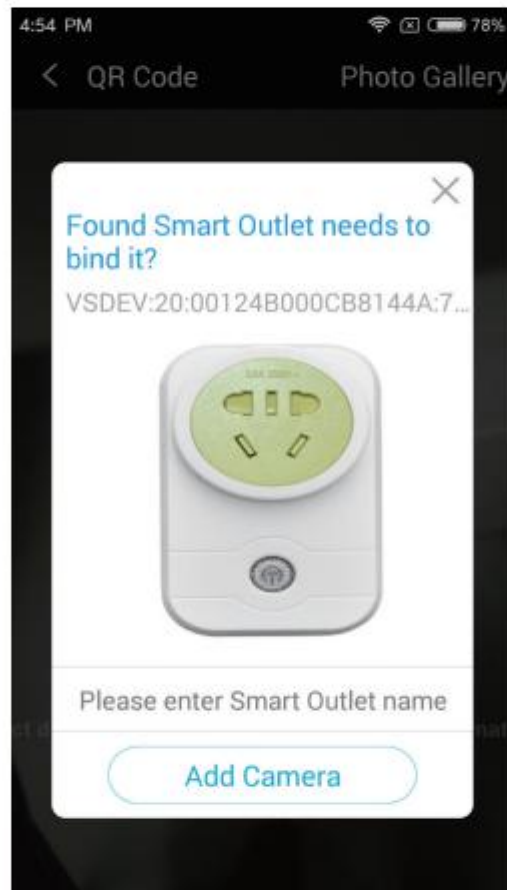 4:54 PM 78%
QR Code Photo Gallery
Found Smart Outlet needs to
bind it?
VSDEV:20:00124B000CB8144A:7...
Please enter Smart Outlet name
Add Camera